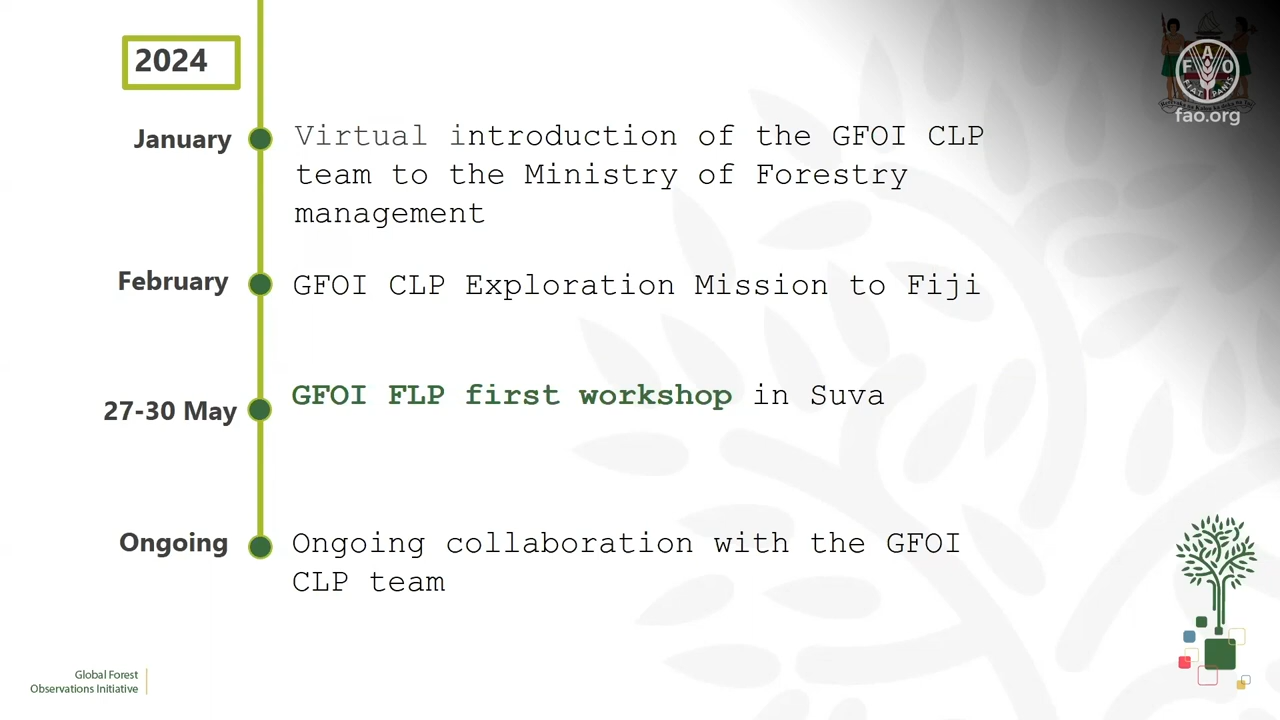 2024
January
Virtual introduction of the GFOI CLP
team to the Ministry of Forestry
management
February
GFOI CLP Exploration Mission to Fiji
27-30 May
GFOI FLP first workshop in Suva
Ongoing
Ongoing collaboration with the GFOI
CLP team
Global Forest
Observations Initiative
F A O
FIAT PANIS
fao.org